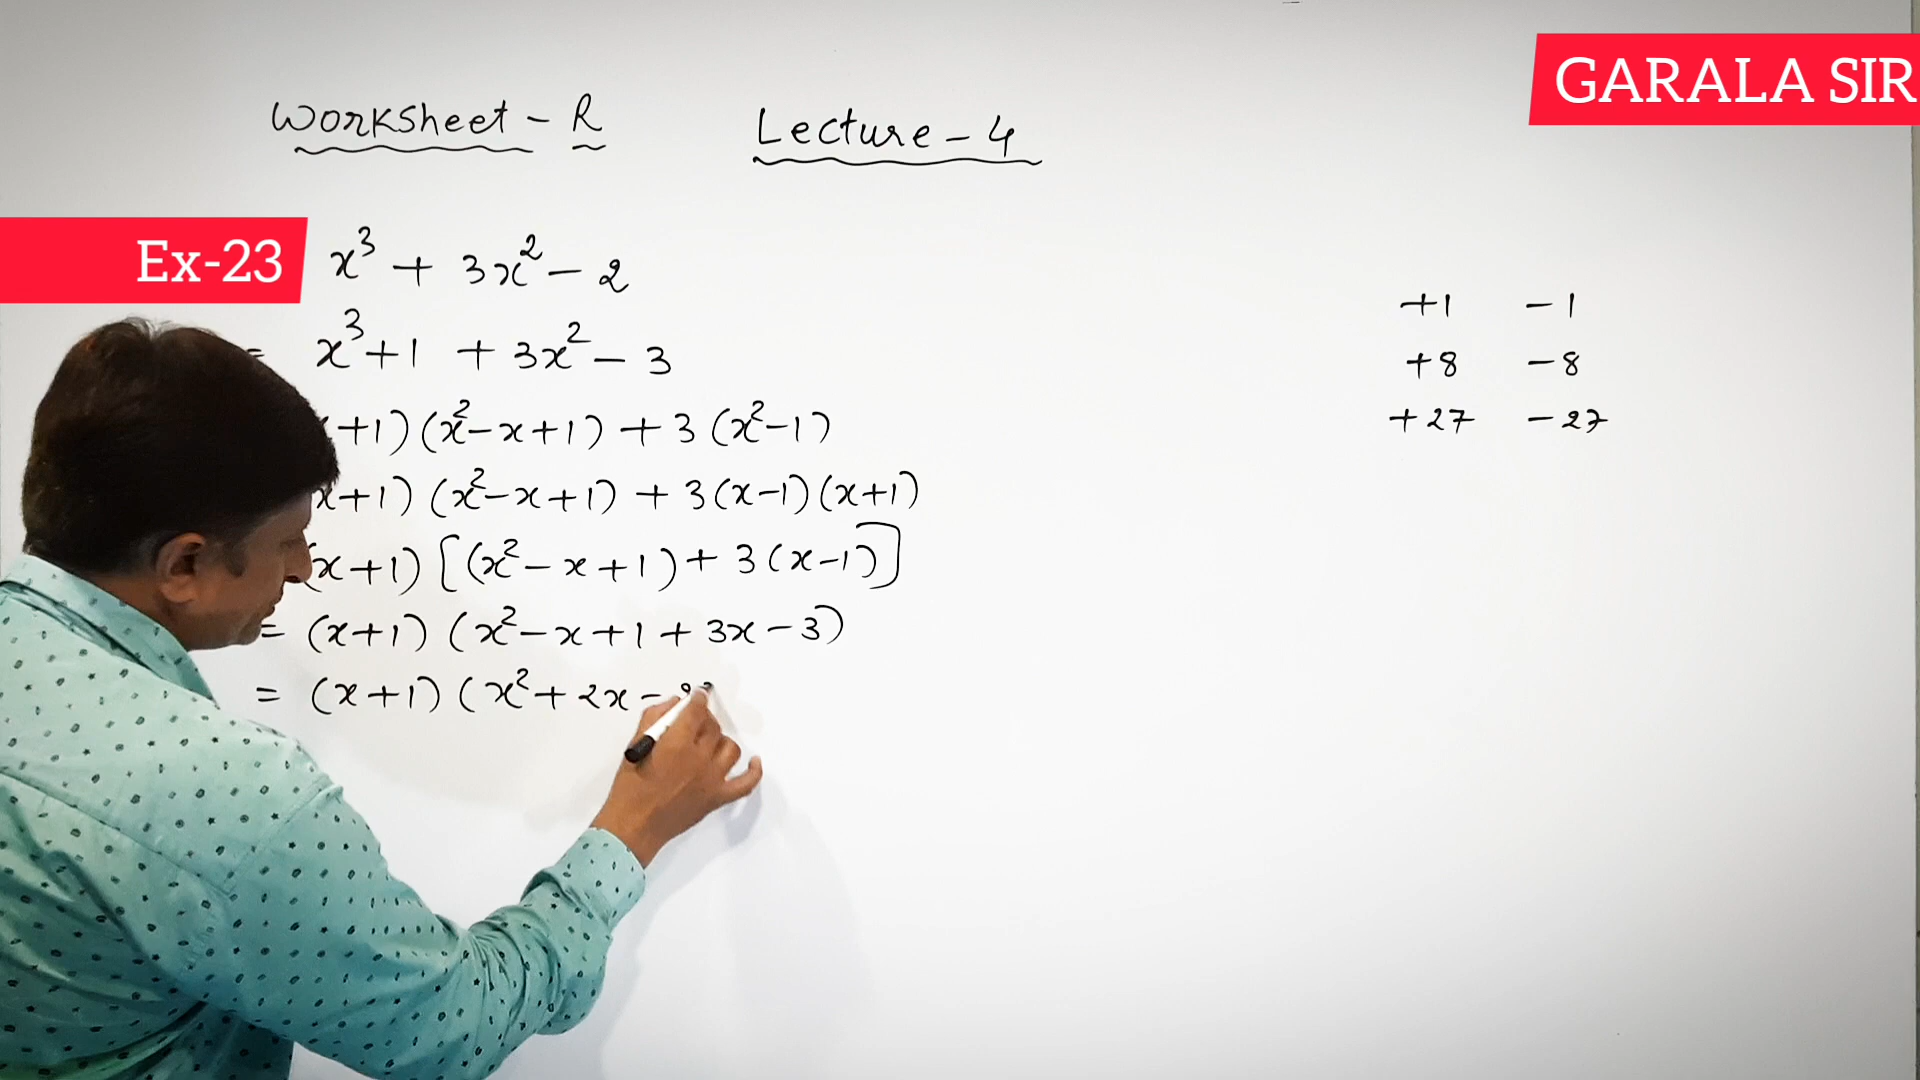 GARALA SIR
Worksheet - R Lecture - 4
Ex-23
x³ + 3x² - 2
= x³+1 + 3x² - 3
+1)(x²-x+1) + 3(x²-1)
x+1)(x²-x+1) + 3(x-1)(x+1)
(x+1)[(x²-x+1)+3(x-1)]
= (x+1)(x²-x+1+3x-3)
= (x+1)(x²+2x-
+1 -1
+8 -8
+27 -27